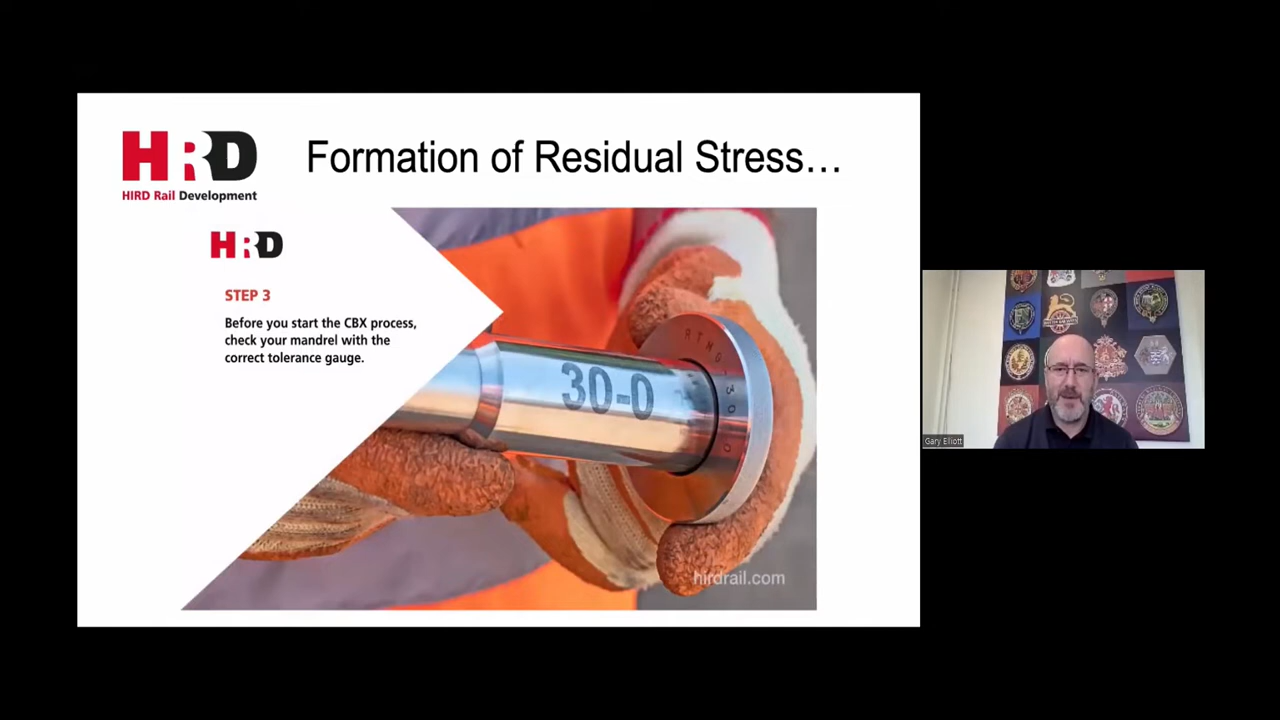 HRD
HIRD Rail Development
Formation of Residual Stress…
HRD
STEP 3
Before you start the CBX process,
check your mandrel with the
correct tolerance gauge.
30-0
hirdrail.com
Gary Elliott